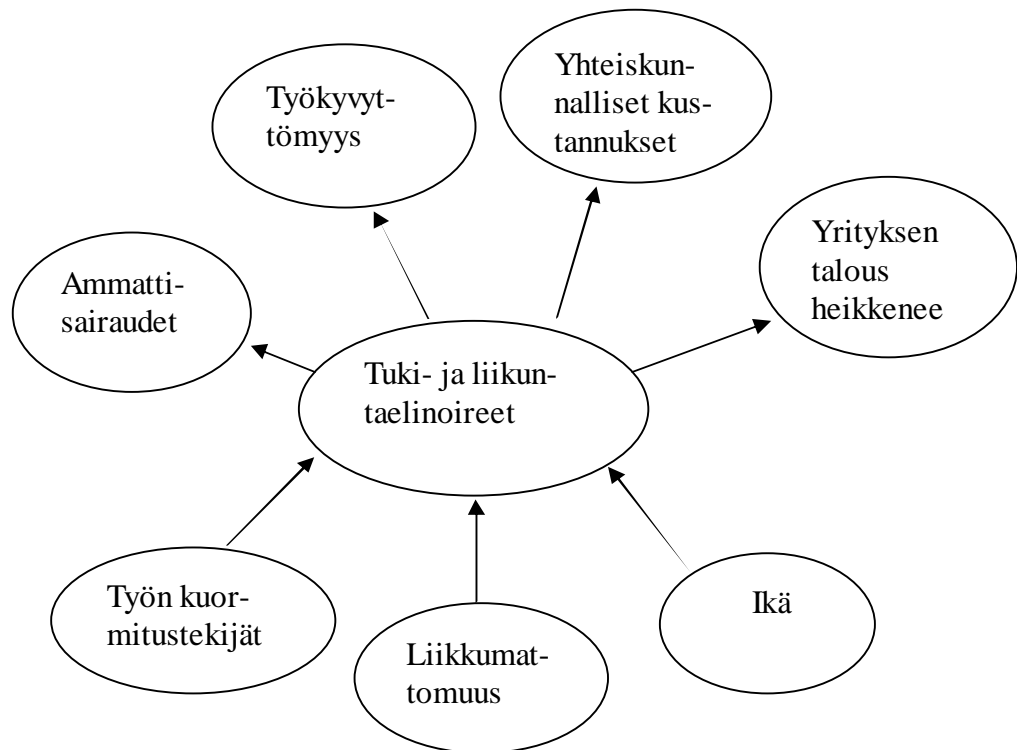 Yhteiskun-
nalliset kus-
tannukset
Työkyvyt-
tömyys
Yrityksen
talous
heikkenee
Ammatti-
sairaudet
Tuki- ja liikun-
taelinoireet
Työn kuor-
mitustekijät
Liikkumat-
tomuus
Ikä